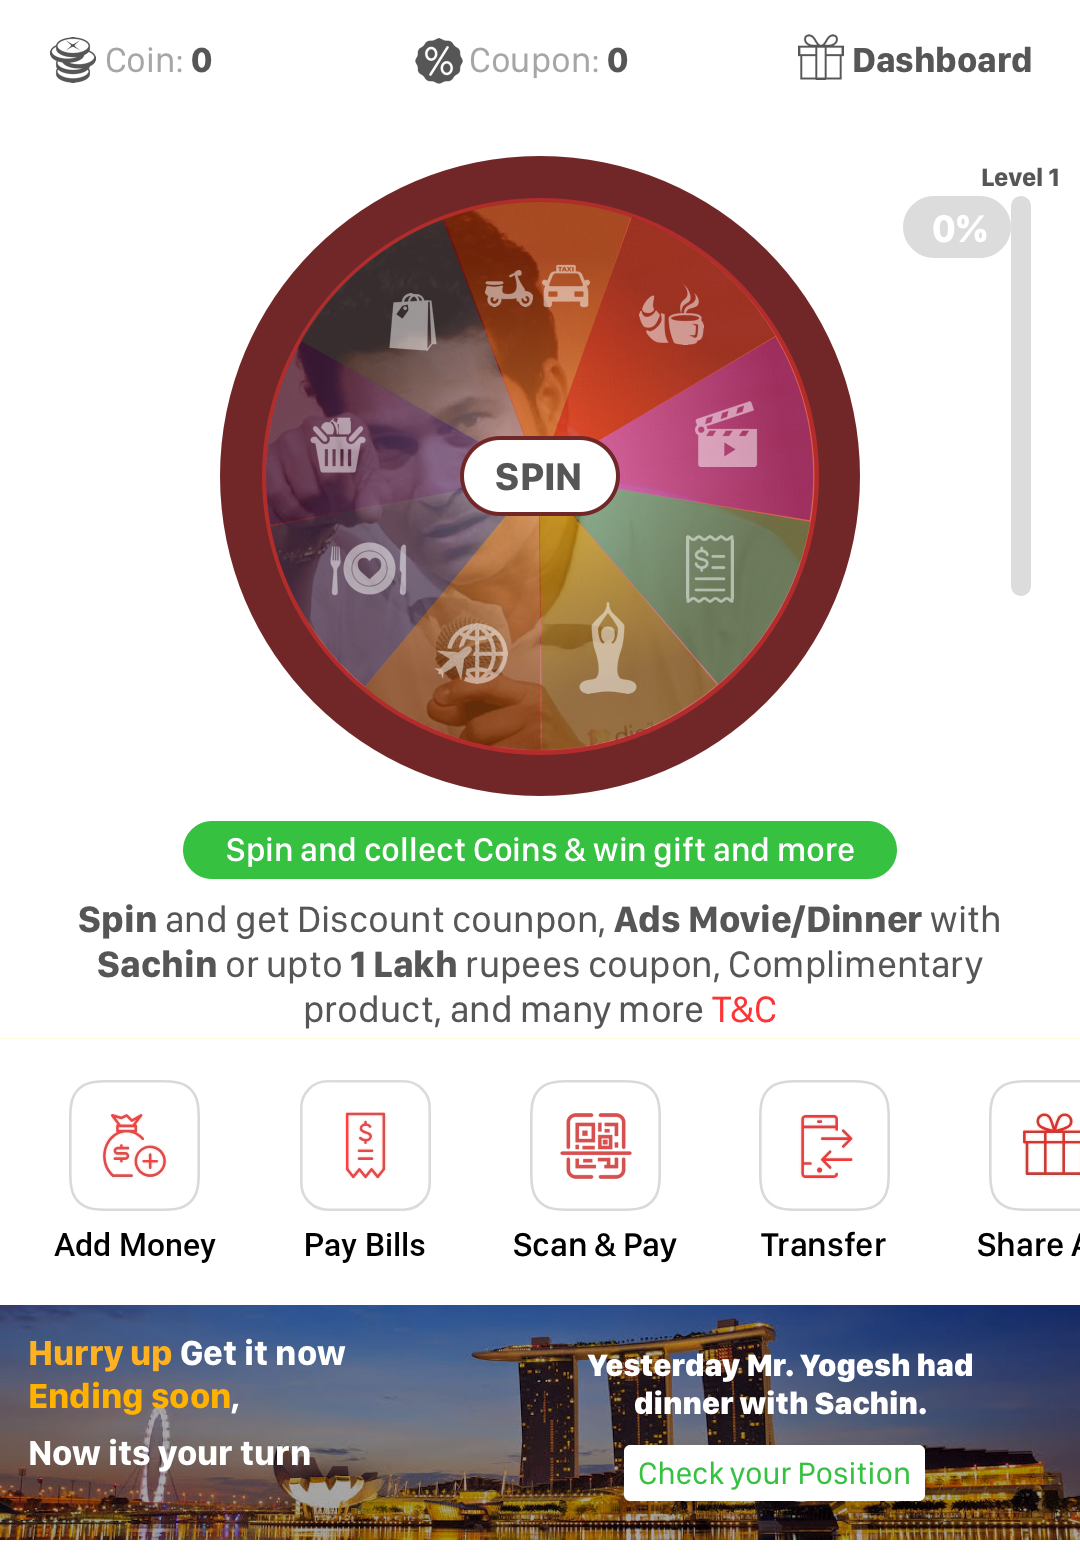 Coin: 0
Coupon: 0
Dashboard
Level 1
0%
TAXI
SPIN
Spin and collect Coins & win gift and more
Spin and get Discount counpon, Ads Movie/Dinner with
Sachin or upto 1 Lakh rupees coupon, Complimentary
product, and many more T&C
Add Money
Pay Bills
Scan & Pay
Transfer
Share A
Hurry up Get it now
Ending soon,
Now its your turn
Yesterday Mr. Yogesh had
dinner with Sachin.
Check your Position